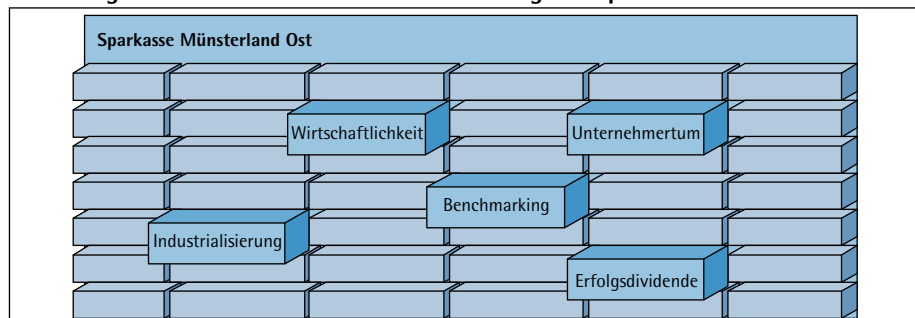 Sparkasse Münsterland Ost
Wirtschaftlichkeit
Unternehmertum
Benchmarking
Industrialisierung
Erfolgsdividende